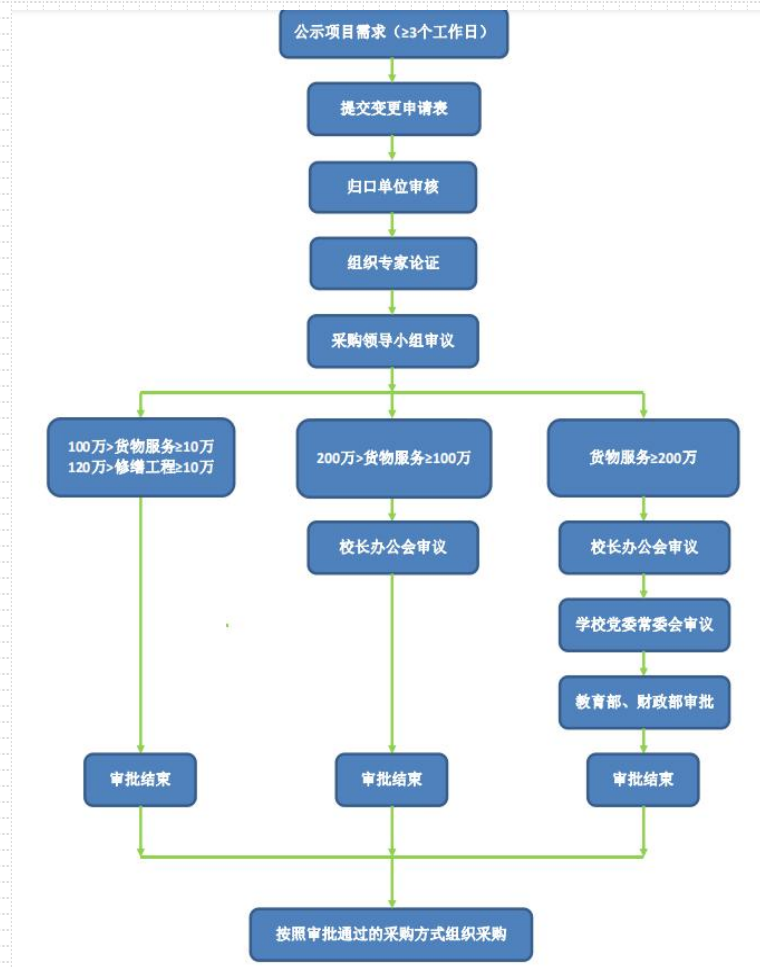 公示项目需求（≥3个工作日）
提交变更申请表
归口单位审核
组织专家论证
采购领导小组审议
100万>货物服务≥10万
120万>修缮工程≥10万
200万>货物服务≥100万
货物服务≥200万
校长办公会审议
校长办公会审议
学校党委常委会审议
教育部、财政部审批
审批结束
审批结束
审批结束
按照审批通过的采购方式组织采购